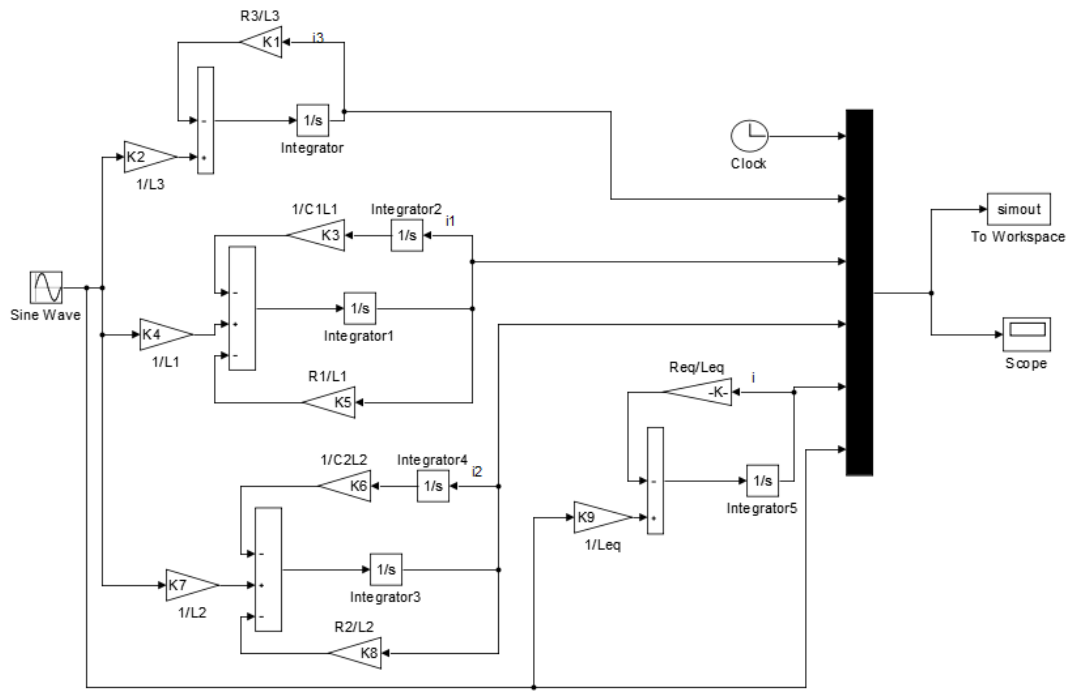 R3/L3
K1
i3
-
1/s
Integrator
+
K2
1/L3
Clock
1/C1L1
Integrator2
i1
K3
1/s
simout
To Workspace
-
Sine Wave
+
1/s
Integrator1
K4
1/L1
-
Scope
R1/L1
K5
Req/Leq
i
-K-
1/C2L2
Integrator4
i2
K6
1/s
-
1/s
Integrator5
K9
+
1/Leq
-
K7
+
1/s
Integrator3
1/L2
-
R2/L2
K8